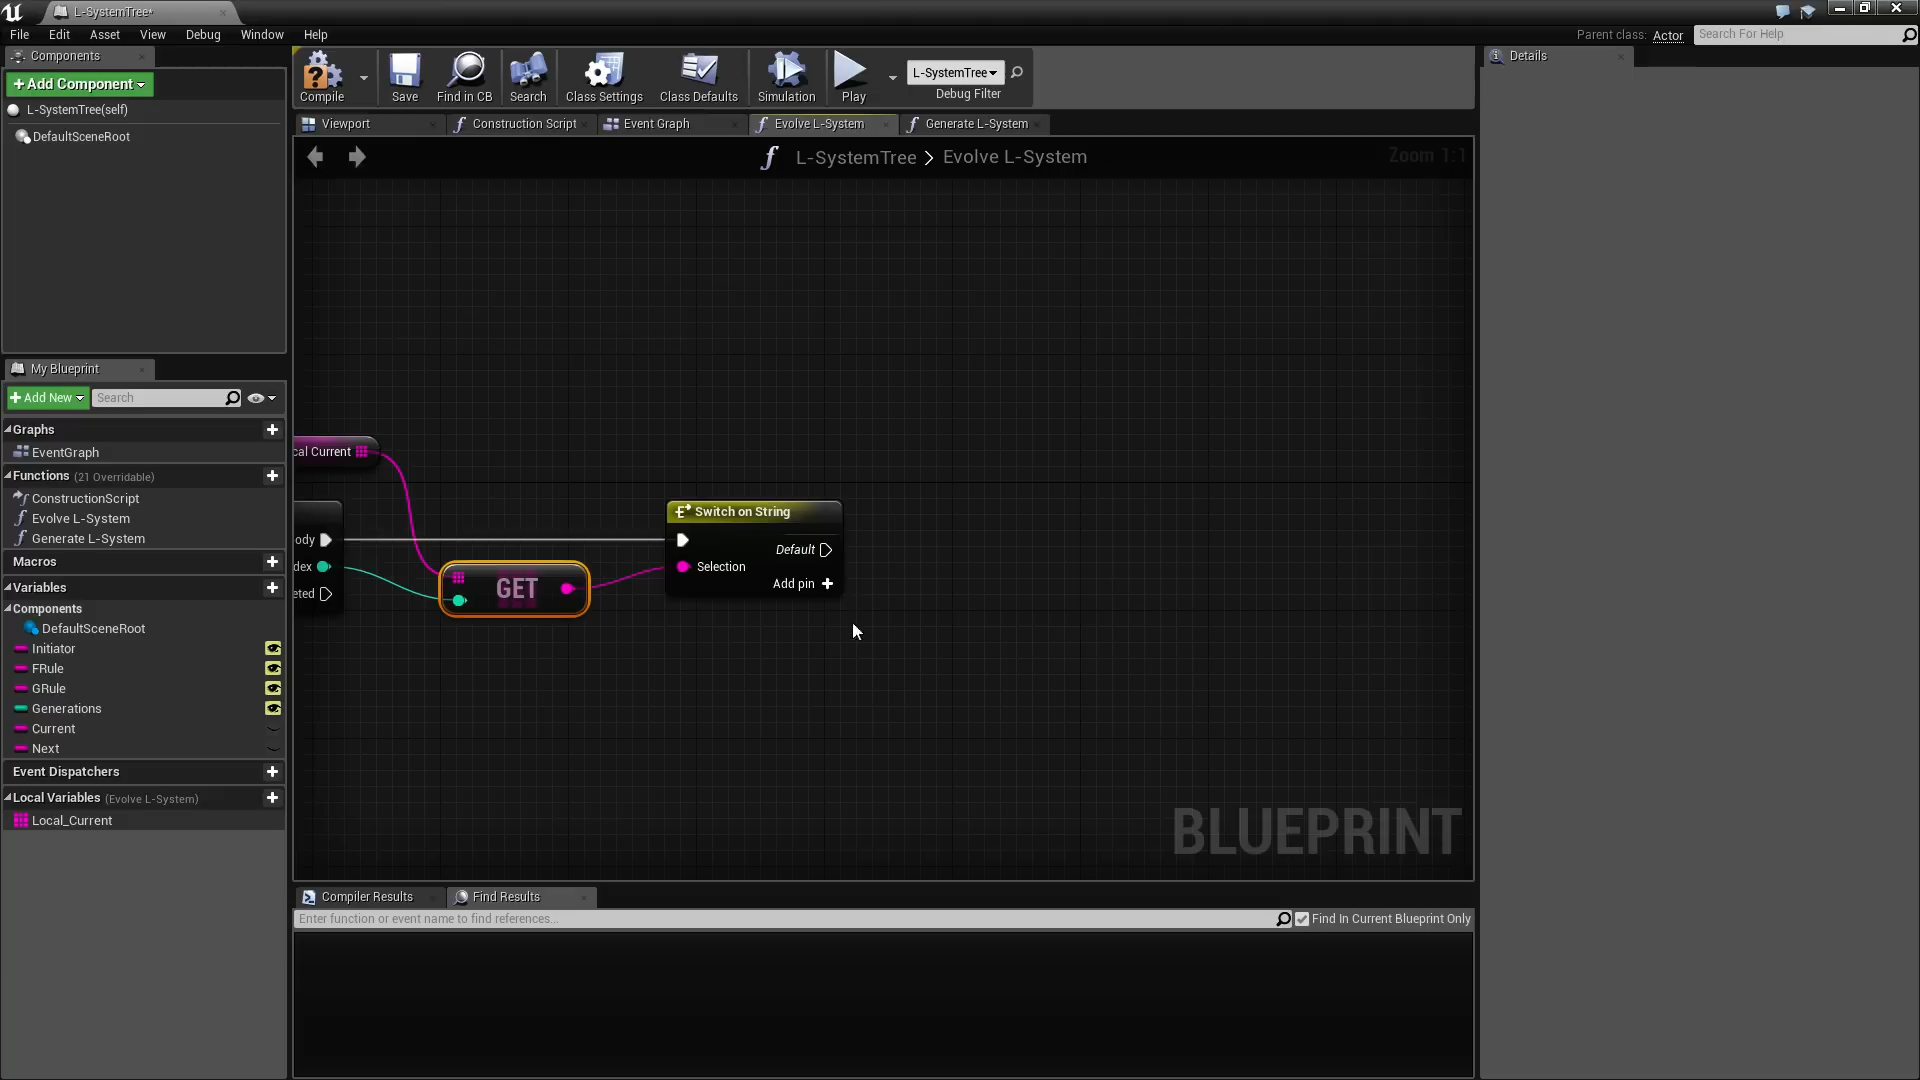 L-SystemTree*
File Edit Asset View Debug Window Help
Parent class: Actor
Search For Help
Components
Add Component
L-SystemTree(self)
DefaultSceneRoot
Compile
Save
Find in CB
Search
Class Settings
Class Defaults
Simulation
Play
L-SystemTree
Debug Filter
Details
Viewport
Construction Script
Event Graph
Evolve L-System
Generate L-System
L-SystemTree > Evolve L-System
Zoom 1:1
My Blueprint
Add New
Search
Graphs
EventGraph
Functions (21 Overridable)
ConstructionScript
Evolve L-System
Generate L-System
Macros
Variables
Components
DefaultSceneRoot
Initiator
FRule
GRule
Generations
Current
Next
Event Dispatchers
Local Variables (Evolve L-System)
Local_Current
cal Current
ody
dex
eted
GET
Switch on String
Default
Selection
Add pin
BLUEPRINT
Compiler Results
Find Results
Enter function or event name to find references...
Find In Current Blueprint Only